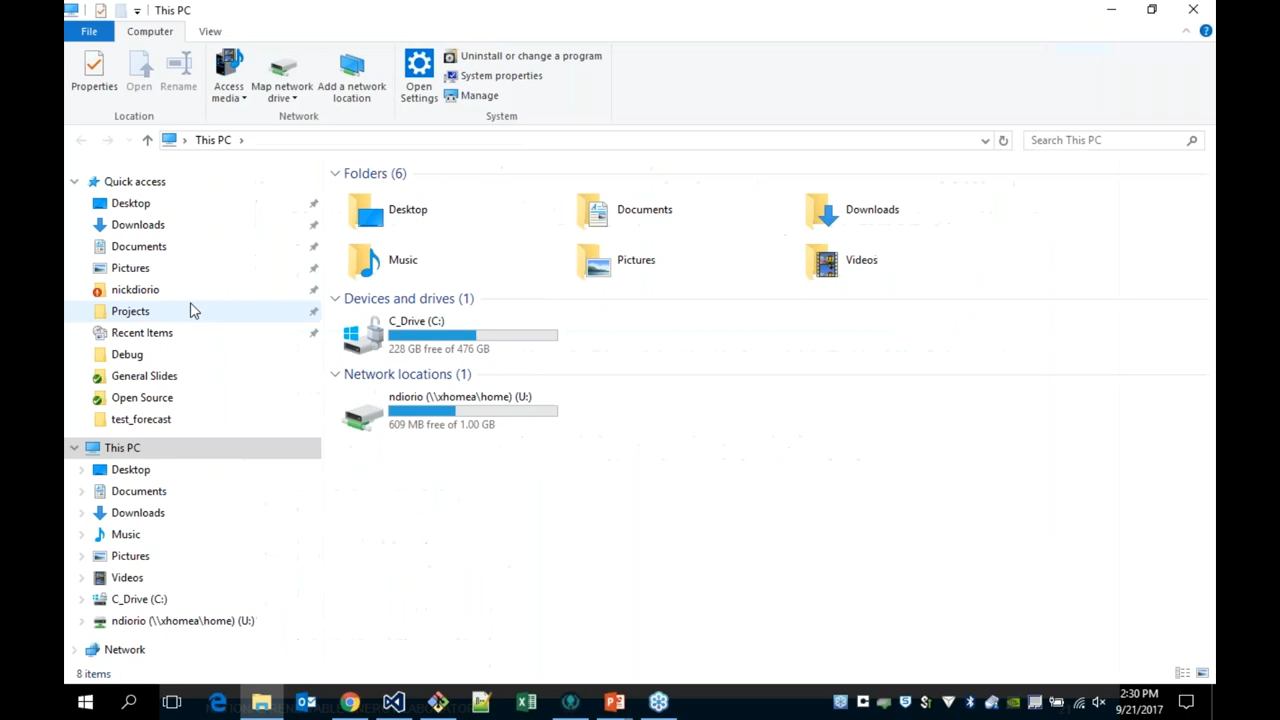 This PC
File Computer View
Properties Open Rename
Access media Map network drive Add a network location
Open Settings
Uninstall or change a program
System properties
Manage
Location Network System
This PC
Search This PC
Quick access
Desktop
Downloads
Documents
Pictures
nickdiorio
Projects
Recent Items
Debug
General Slides
Open Source
test_forecast
This PC
Desktop
Documents
Downloads
Music
Pictures
Videos
C_Drive (C:)
ndiorio (\\xhomea\home) (U:)
Network
Folders (6)
Desktop Documents Downloads
Music Pictures Videos
Devices and drives (1)
C_Drive (C:)
228 GB free of 476 GB
Network locations (1)
ndiorio (\\xhomea\home) (U:)
609 MB free of 1.00 GB
8 items
2:30 PM
9/21/2017